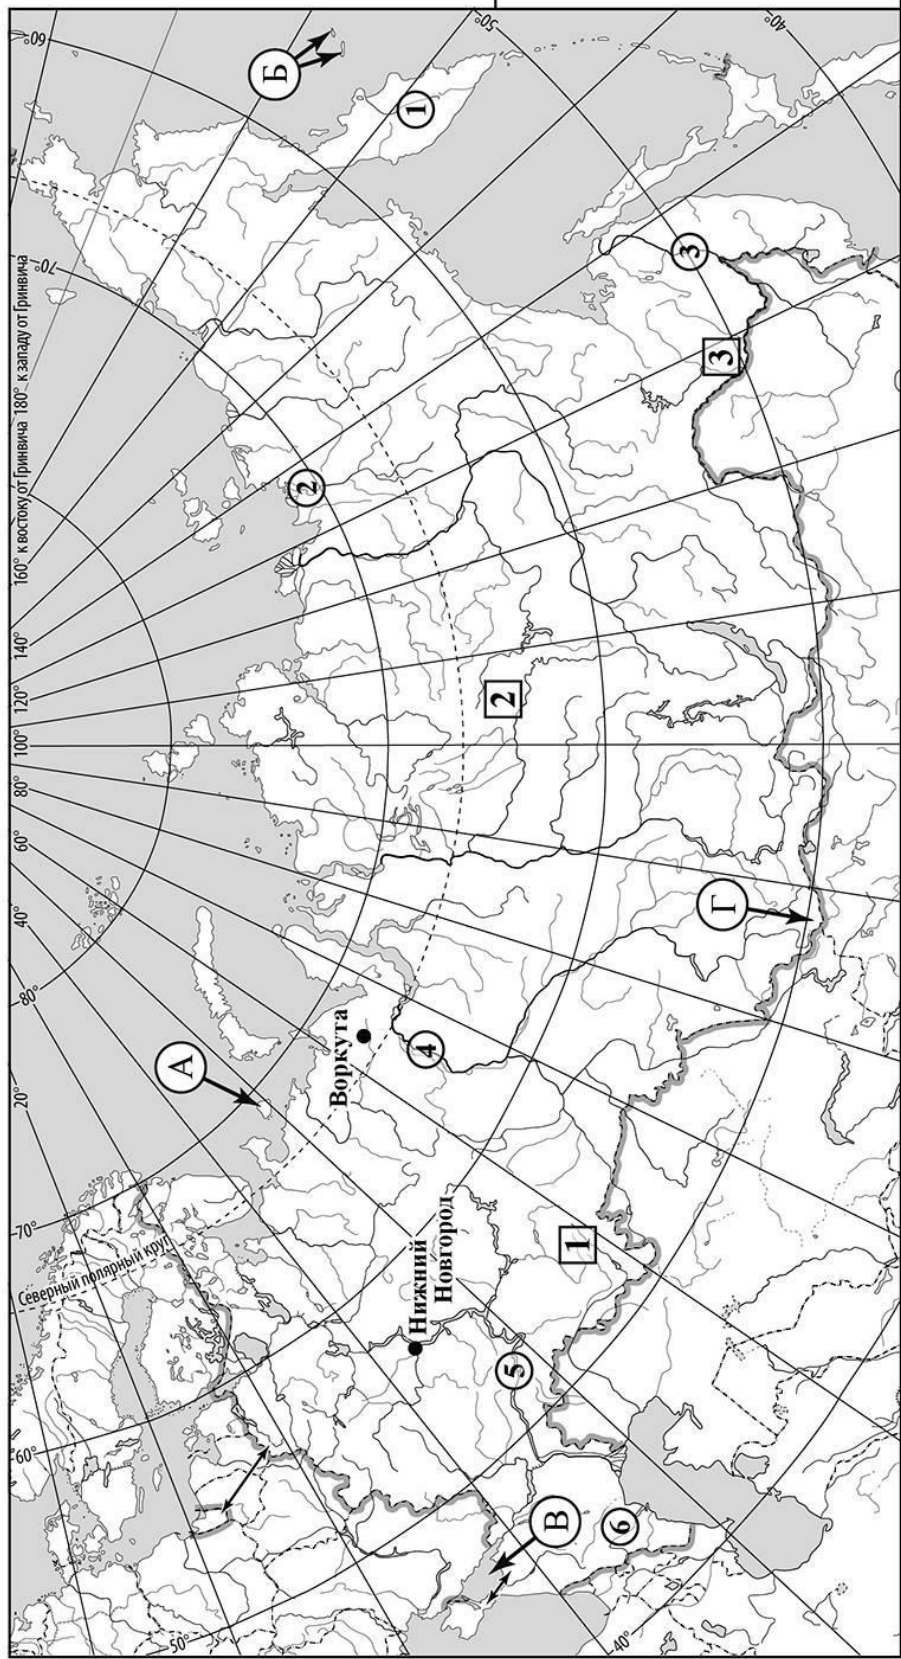 60°
70°
20°
80°
40°
60°
80°
100°
120°
140°
160° к востоку от Гринвича 180° к западу от Гринвича
70°
60°
Северный полярный круг
50°
А
Б
2
Воркута
1
Нижний
Новгород
4
50°
2
5
В
1
40°
6
3
Г
3
40°